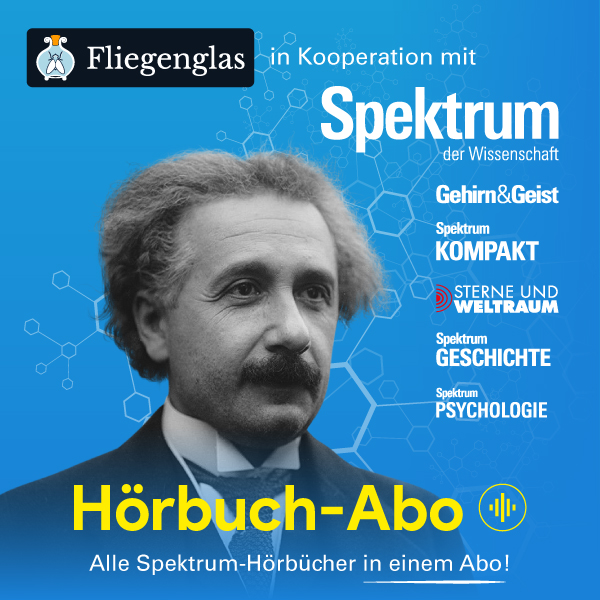 Fliegenglas in Kooperation mit
Spektrum
der Wissenschaft
Gehirn&Geist
Spektrum
KOMPAKT
STERNE UND
WELTRAUM
Spektrum
GESCHICHTE
Spektrum
PSYCHOLOGIE
Hörbuch-Abo
Alle Spektrum-Hörbücher in einem Abo!